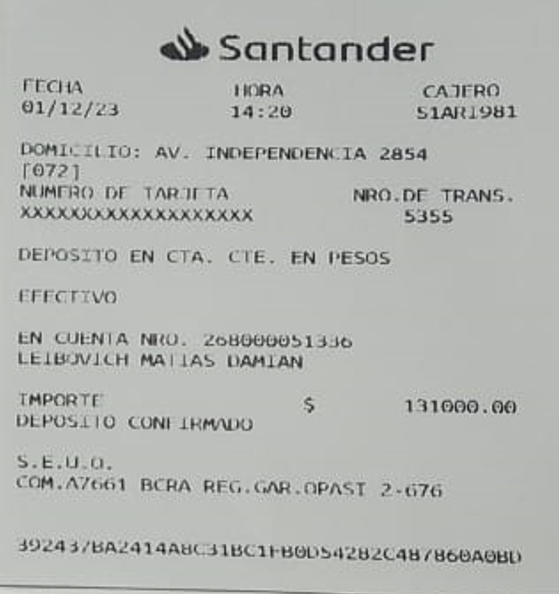 Santander
FECHA HORA CAJERO
01/12/23 14:20 S1ARI981
DOMICILIO: AV. INDEPENDENCIA 2854
[072]
NUMERO DE TARJETA NRO.DE TRANS.
XXXXXXXXXXXXXXXXXXX 5355
DEPOSITO EN CTA. CTE. EN PESOS
EFECTIVO
EN CUENTA NRO. 268000051336
LEIBOVICH MATIAS DAMIAN
IMPORTE $ 131000.00
DEPOSITO CONFIRMADO
S.E.U.O.
COM.A7661 BCRA REG.GAR.OPAST 2-676
392437BA2414A8C31BC1FB0D54282C487860A0BD